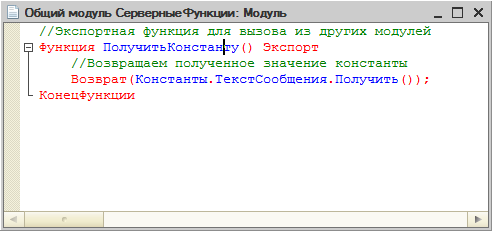 Общий модуль СерверныеФункции: Модуль
//Экспортная функция для вызова из других модулей
функция ПолучитьКонстанту() Экспорт
//Возвращаем полученное значение константы
Возврат(Константы.ТекстСообщения.Получить());
КонецФункции